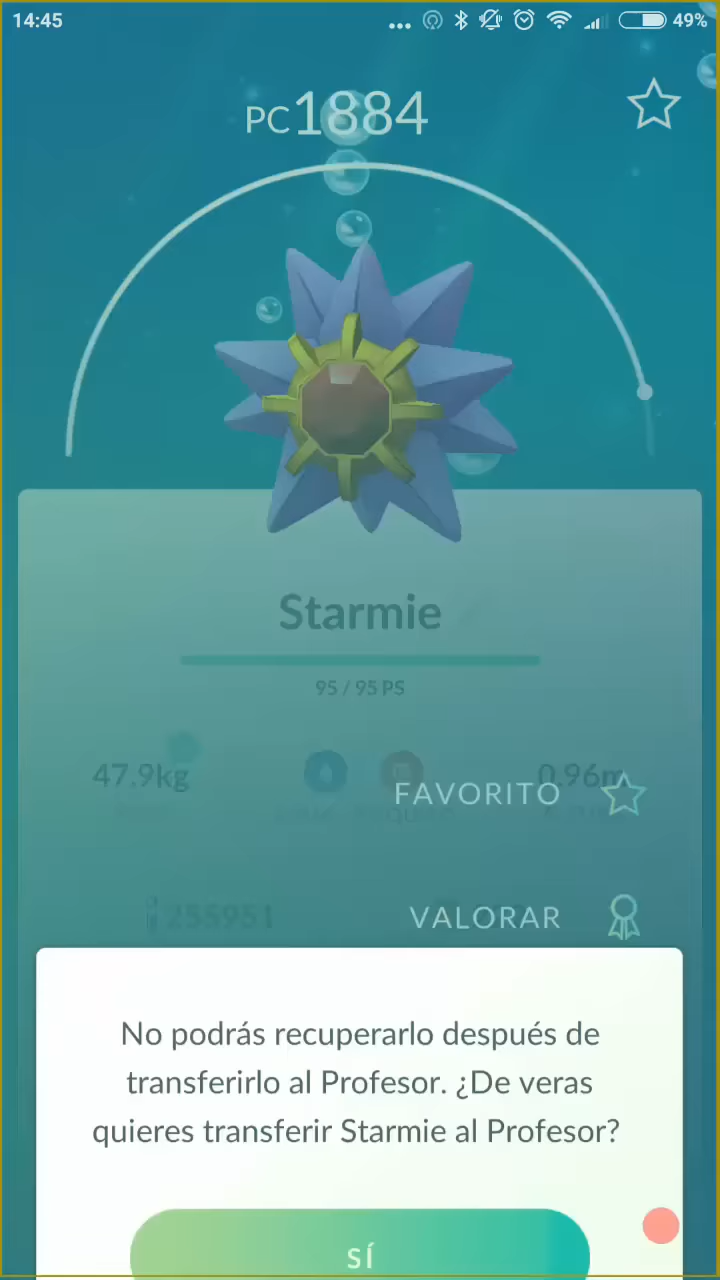 14:45
49%
PC1884
Starmie
95 / 95 PS
47.9kg
0.96m
FAVORITO
255951
VALORAR
No podrás recuperarlo después de
transferirlo al Profesor. ¿De veras
quieres transferir Starmie al Profesor?
SÍ